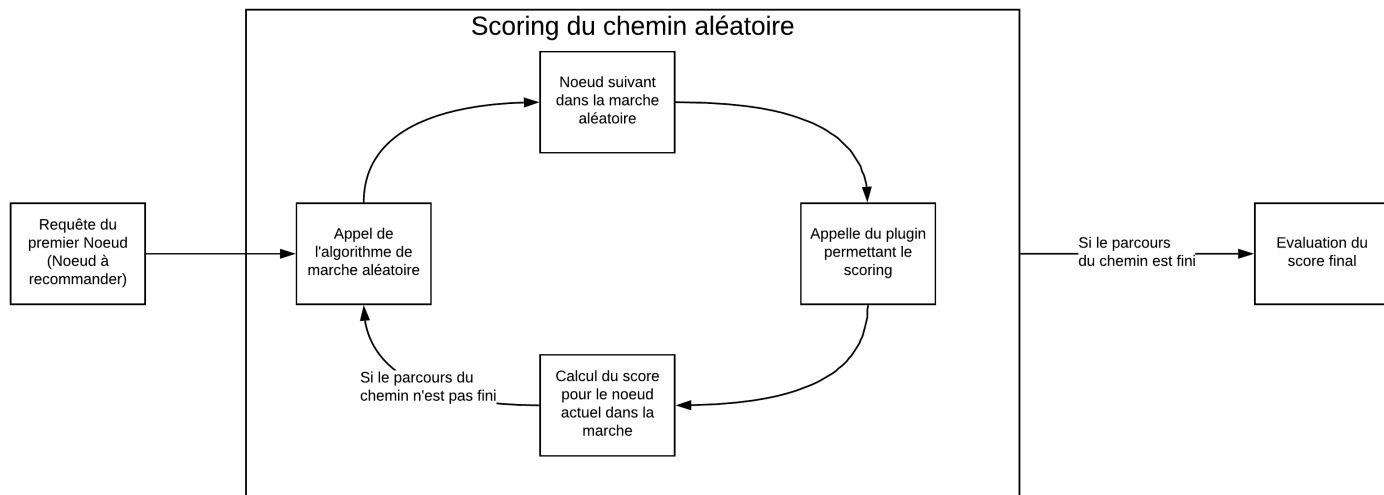 Scoring du chemin aléatoire
Noeud suivant
dans la marche
aléatoire
Requête du
premier Noeud
(Noeud à
recommander)
Appel de
l'algorithme de
marche aléatoire
Appelle du plugin
permettant le
scoring
Si le parcours
du chemin est fini
Evaluation du
score final
Si le parcours du
chemin n'est pas fini
Calcul du score
pour le noeud
actuel dans la
marche